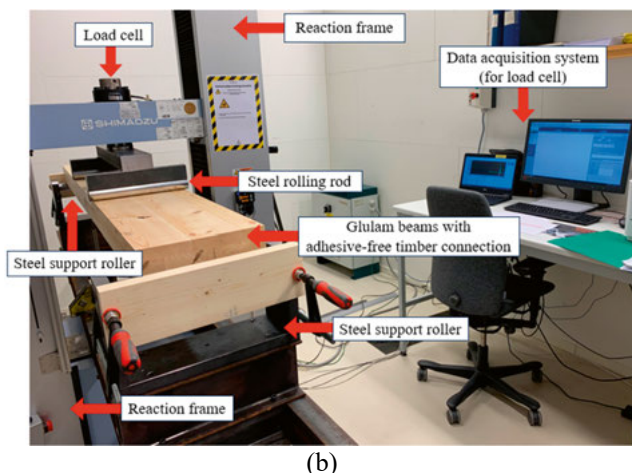 Load cell
Reaction frame
Data acquisition system
(for load cell)
SHIMADZU
Steel rolling rod
Glulam beams with
adhesive-free timber connection
Steel support roller
Steel support roller
Reaction frame
(b)